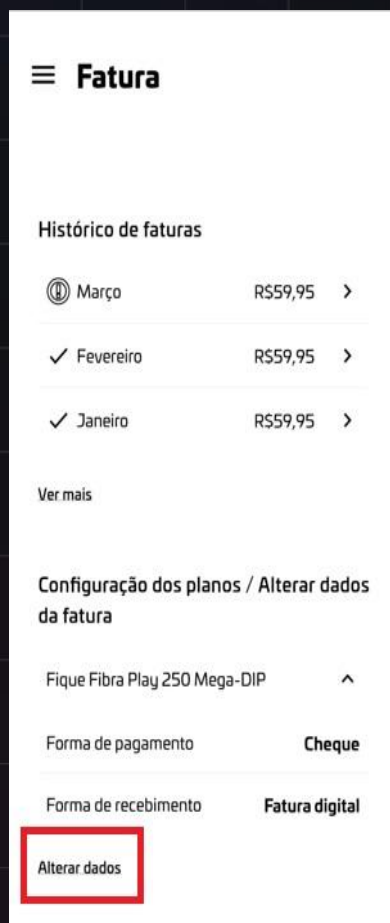 Fatura
Histórico de faturas
Março R$59,95
Fevereiro R$59,95
Janeiro R$59,95
Ver mais
Configuração dos planos / Alterar dados
da fatura
Fique Fibra Play 250 Mega-DIP
Forma de pagamento Cheque
Forma de recebimento Fatura digital
Alterar dados